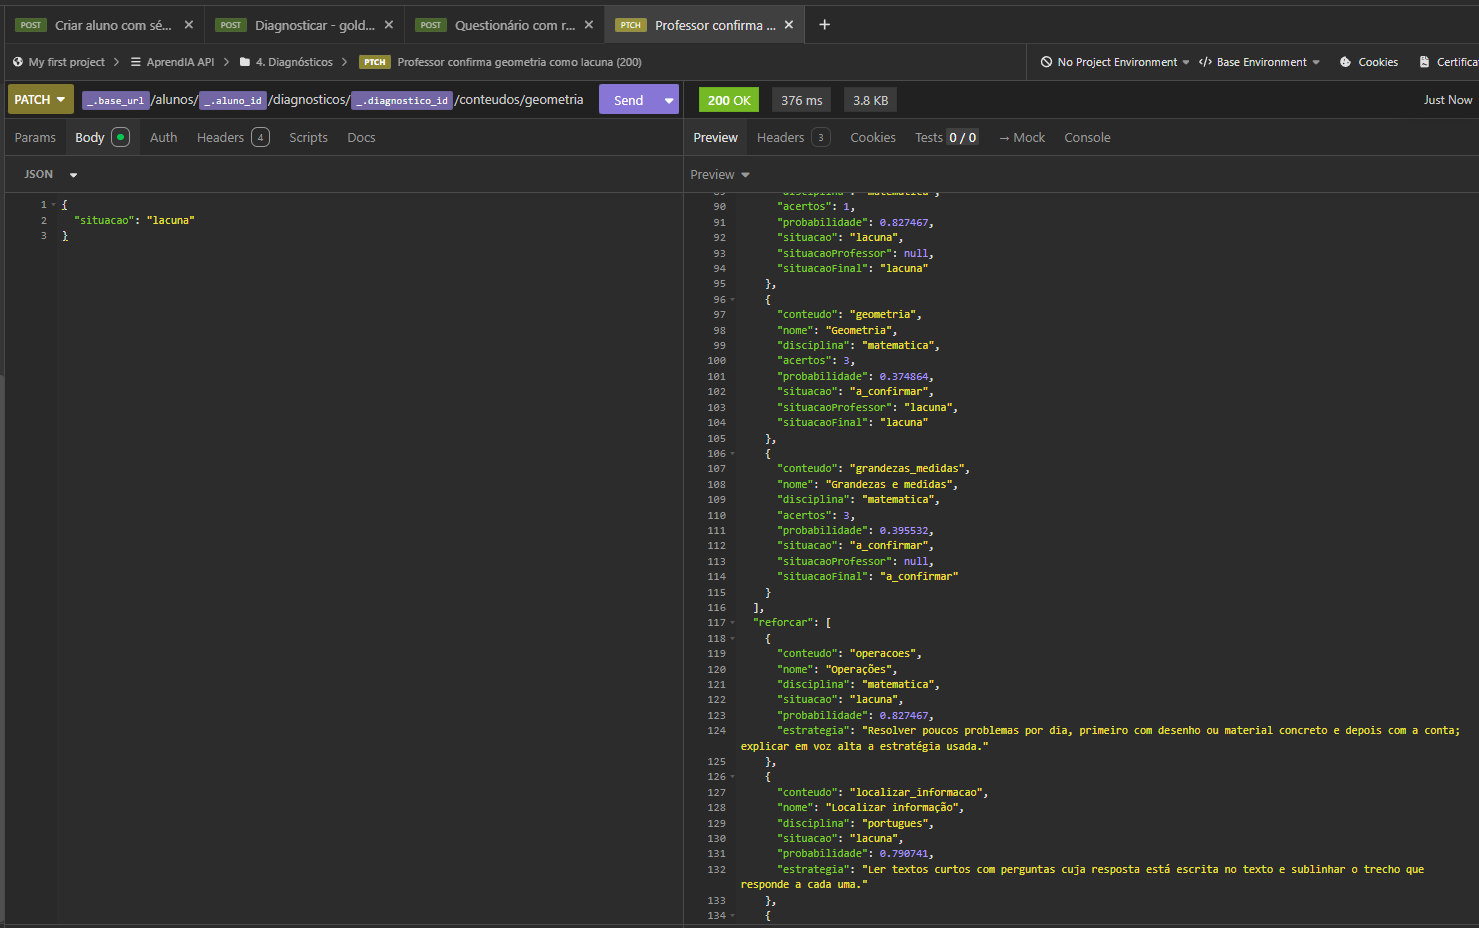 POST Criar aluno com sé... ✕ POST Diagnosticar - gold... ✕ POST Questionário com r... ✕ PTCH Professor confirma ... ✕ +
My first project > AprendIA API > 4. Diagnósticos > PTCH Professor confirma geometria como lacuna (200)
No Project Environment </> Base Environment Cookies Certifica
PATCH _.base_url/alunos/_.aluno_id/diagnosticos/_.diagnostico_id/conteudos/geometria Send
200 OK 376 ms 3.8 KB Just Now
Params Body Auth Headers 4 Scripts Docs
Preview Headers 3 Cookies Tests 0 / 0 → Mock Console
JSON
Preview
1 {
2 "situacao": "lacuna"
3 }
89 "disciplina": "matematica",
90 "acertos": 1,
91 "probabilidade": 0.827467,
92 "situacao": "lacuna",
93 "situacaoProfessor": null,
94 "situacaoFinal": "lacuna"
95 },
96 {
97 "conteudo": "geometria",
98 "nome": "Geometria",
99 "disciplina": "matematica",
100 "acertos": 3,
101 "probabilidade": 0.374864,
102 "situacao": "a_confirmar",
103 "situacaoProfessor": "lacuna",
104 "situacaoFinal": "lacuna"
105 },
106 {
107 "conteudo": "grandezas_medidas",
108 "nome": "Grandezas e medidas",
109 "disciplina": "matematica",
110 "acertos": 3,
111 "probabilidade": 0.395532,
112 "situacao": "a_confirmar",
113 "situacaoProfessor": null,
114 "situacaoFinal": "a_confirmar"
115 }
116 ],
117 "reforcar": [
118 {
119 "conteudo": "operacoes",
120 "nome": "Operações",
121 "disciplina": "matematica",
122 "situacao": "lacuna",
123 "probabilidade": 0.827467,
124 "estrategia": "Resolver poucos problemas por dia, primeiro com desenho ou material concreto e depois com a conta;
explicar em voz alta a estratégia usada."
125 },
126 {
127 "conteudo": "localizar_informacao",
128 "nome": "Localizar informação",
129 "disciplina": "portugues",
130 "situacao": "lacuna",
131 "probabilidade": 0.790741,
132 "estrategia": "Ler textos curtos com perguntas cuja resposta está escrita no texto e sublinhar o trecho que
responde a cada uma."
133 },
134 {